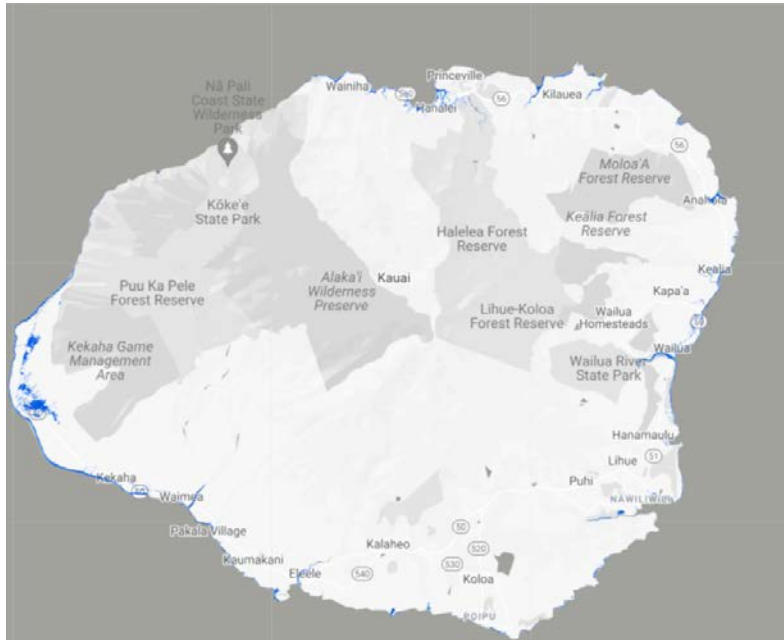 Nā Pali
Coast State
Wilderness
Park
Wainiha
Princeville
Hanalei
56
Kilauea
56
Moloa'A
Forest Reserve
Anahola
Kōke'e
State Park
Halelea Forest
Reserve
Keālia Forest
Reserve
Kealia
Puu Ka Pele
Forest Reserve
Alaka'i
Wilderness
Preserve
Kauai
Kapa'a
Lihue-Koloa
Forest Reserve
Wailua
Homesteads
Kekaha Game
Management
Area
Wailua
Wailua River
State Park
Hanamaulu
Lihue
51
Kekaha
50
Waimea
Puhi
NAWILIWILI
Pakala Village
50
Kalaheo
520
Kaumakani
Eleele
540
530
Koloa
POIPU